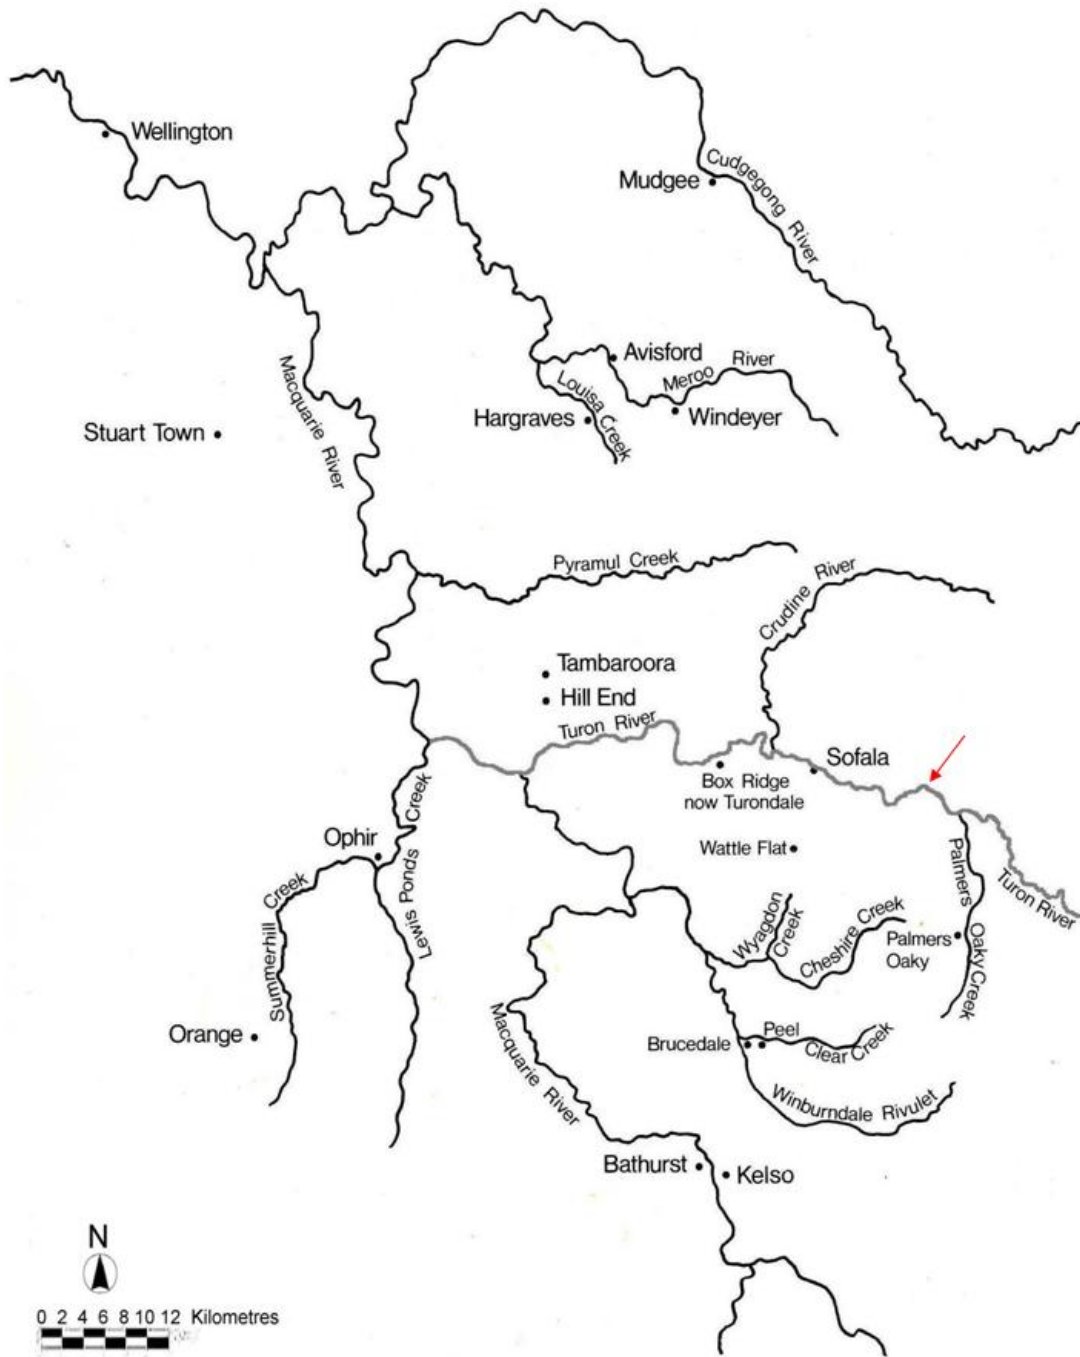 Wellington
Mudgee
Cudgegong River
Macquarie River
Avisford
Meroo River
Louisa Creek
Hargraves
Windeyer
Stuart Town
Pyramul Creek
Crudine River
Tambaroora
Hill End
Turon River
Sofala
Box Ridge
now Turondale
Wattle Flat
Ophir
Lewis Ponds Creek
Summerhill Creek
Orange
Palmers Oaky Creek
Turon River
Wyagdon
Creek
Cheshire Creek
Palmers
Oaky
Macquarie River
Brucedale
Peel
Clear Creek
Winburndale Rivulet
Bathurst
Kelso
N
0 2 4 6 8 10 12 Kilometres